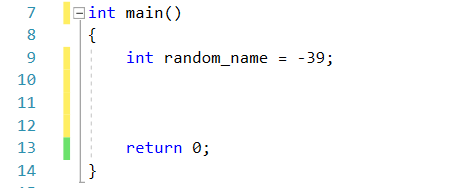 7 int main()
8 {
9 int random_name = -39;
10
11
12
13 return 0;
14 }